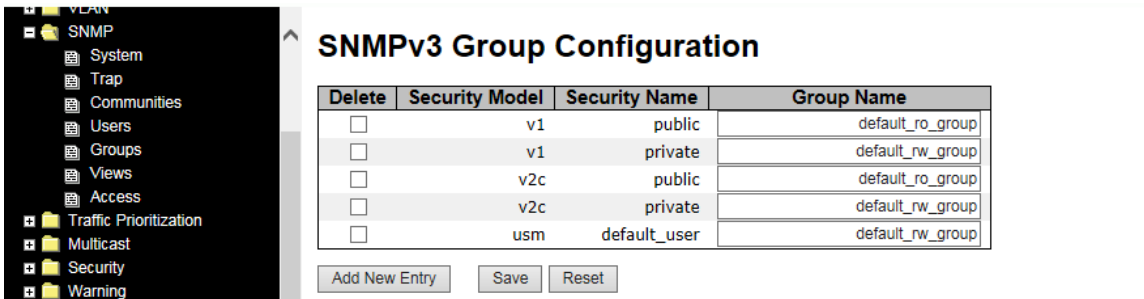 VLAN
SNMP
System
Trap
Communities
Users
Groups
Views
Access
Traffic Prioritization
Multicast
Security
Warning
SNMPv3 Group Configuration
Delete Security Model Security Name Group Name
v1 public default_ro_group
v1 private default_rw_group
v2c public default_ro_group
v2c private default_rw_group
usm default_user default_rw_group
Add New Entry Save Reset